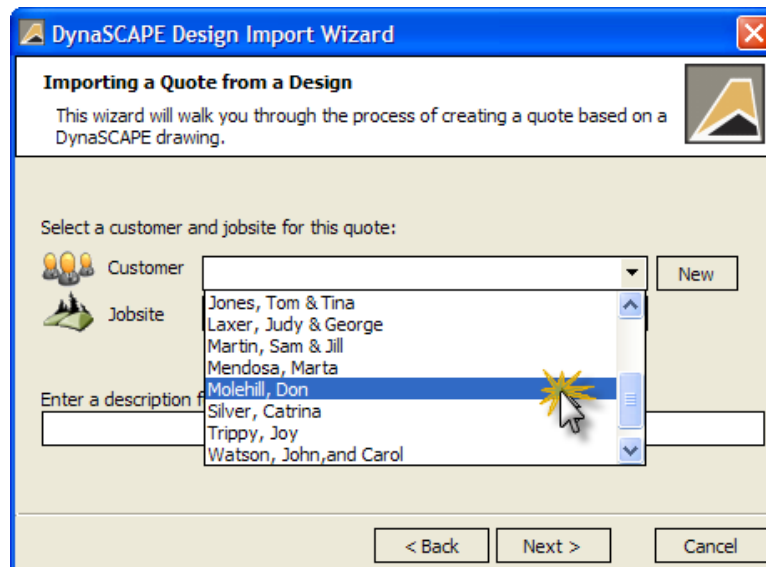 DynaSCAPE Design Import Wizard
Importing a Quote from a Design
This wizard will walk you through the process of creating a quote based on a
DynaSCAPE drawing.
Select a customer and jobsite for this quote:
Customer
New
Jobsite
Jones, Tom & Tina
Laxer, Judy & George
Martin, Sam & Jill
Mendosa, Marta
Molehill, Don
Silver, Catrina
Trippy, Joy
Watson, John,and Carol
Enter a description
< Back
Next >
Cancel